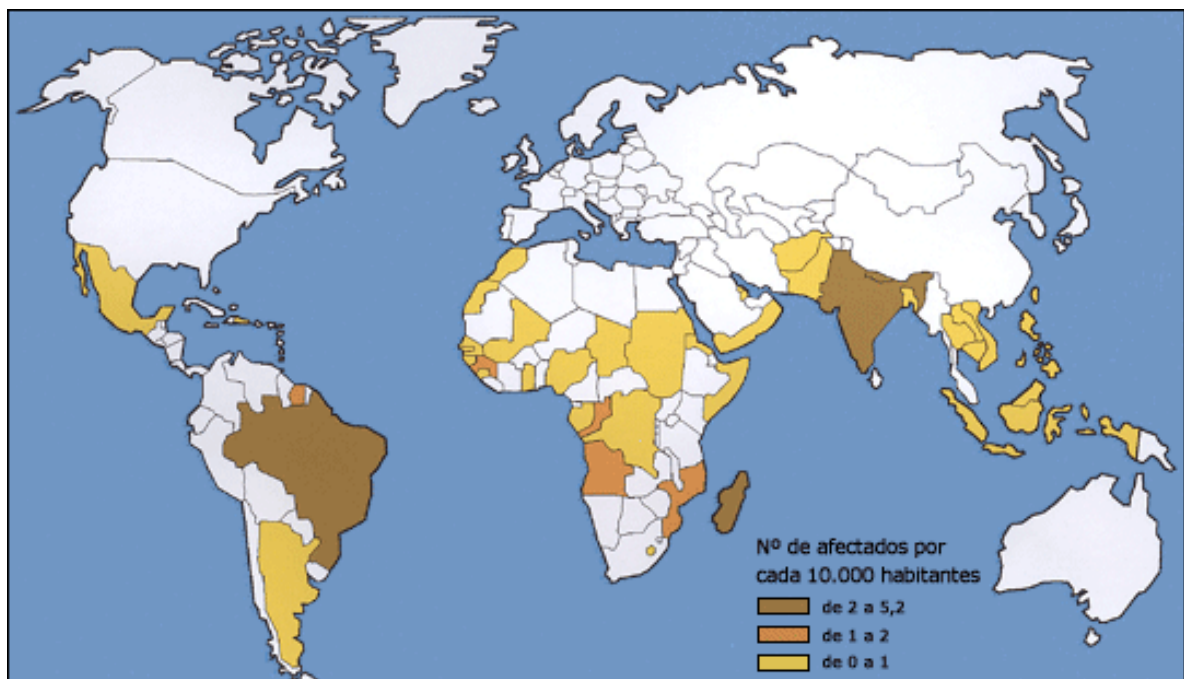 Nº de afectados por
cada 10.000 habitantes
de 2 a 5,2
de 1 a 2
de 0 a 1